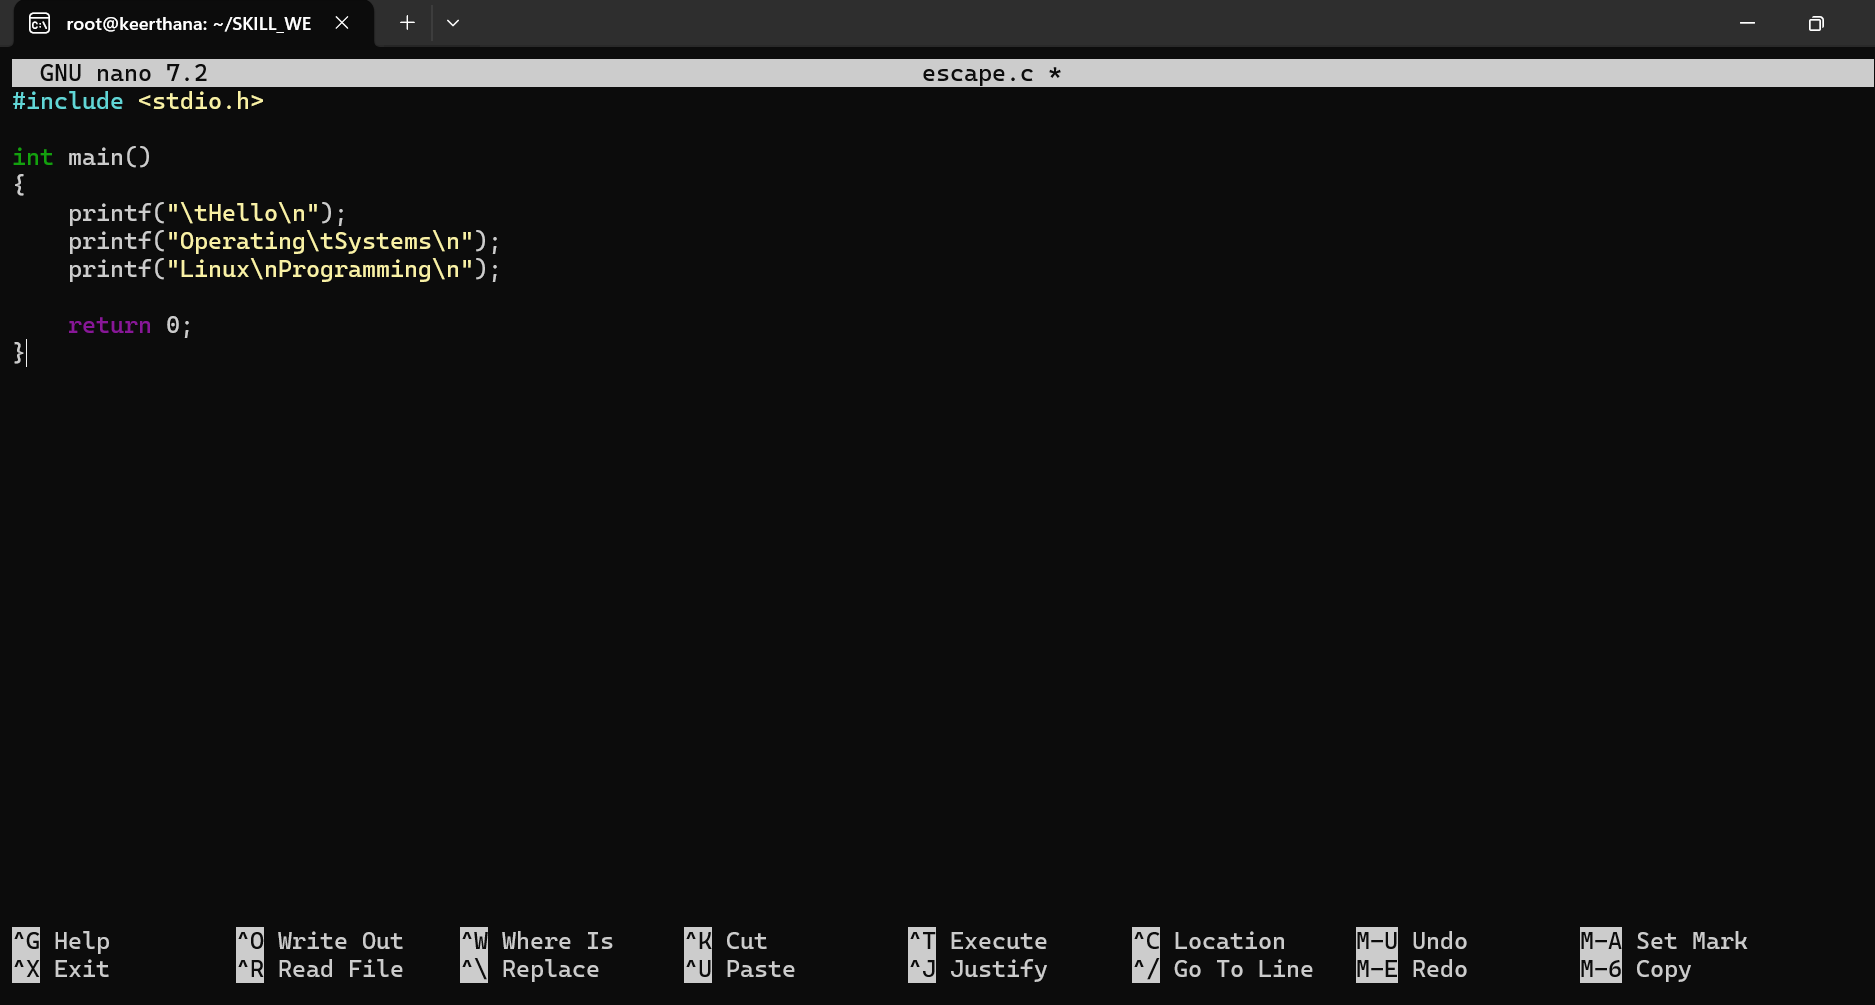 root@keerthana: ~/SKILL_WE
GNU nano 7.2 escape.c *
#include <stdio.h>

int main()
{
    printf("\tHello\n");
    printf("Operating\tSystems\n");
    printf("Linux\nProgramming\n");

    return 0;
}
^G Help ^O Write Out ^W Where Is ^K Cut ^T Execute ^C Location M-U Undo M-A Set Mark
^X Exit ^R Read File ^\ Replace ^U Paste ^J Justify ^/ Go To Line M-E Redo M-6 Copy